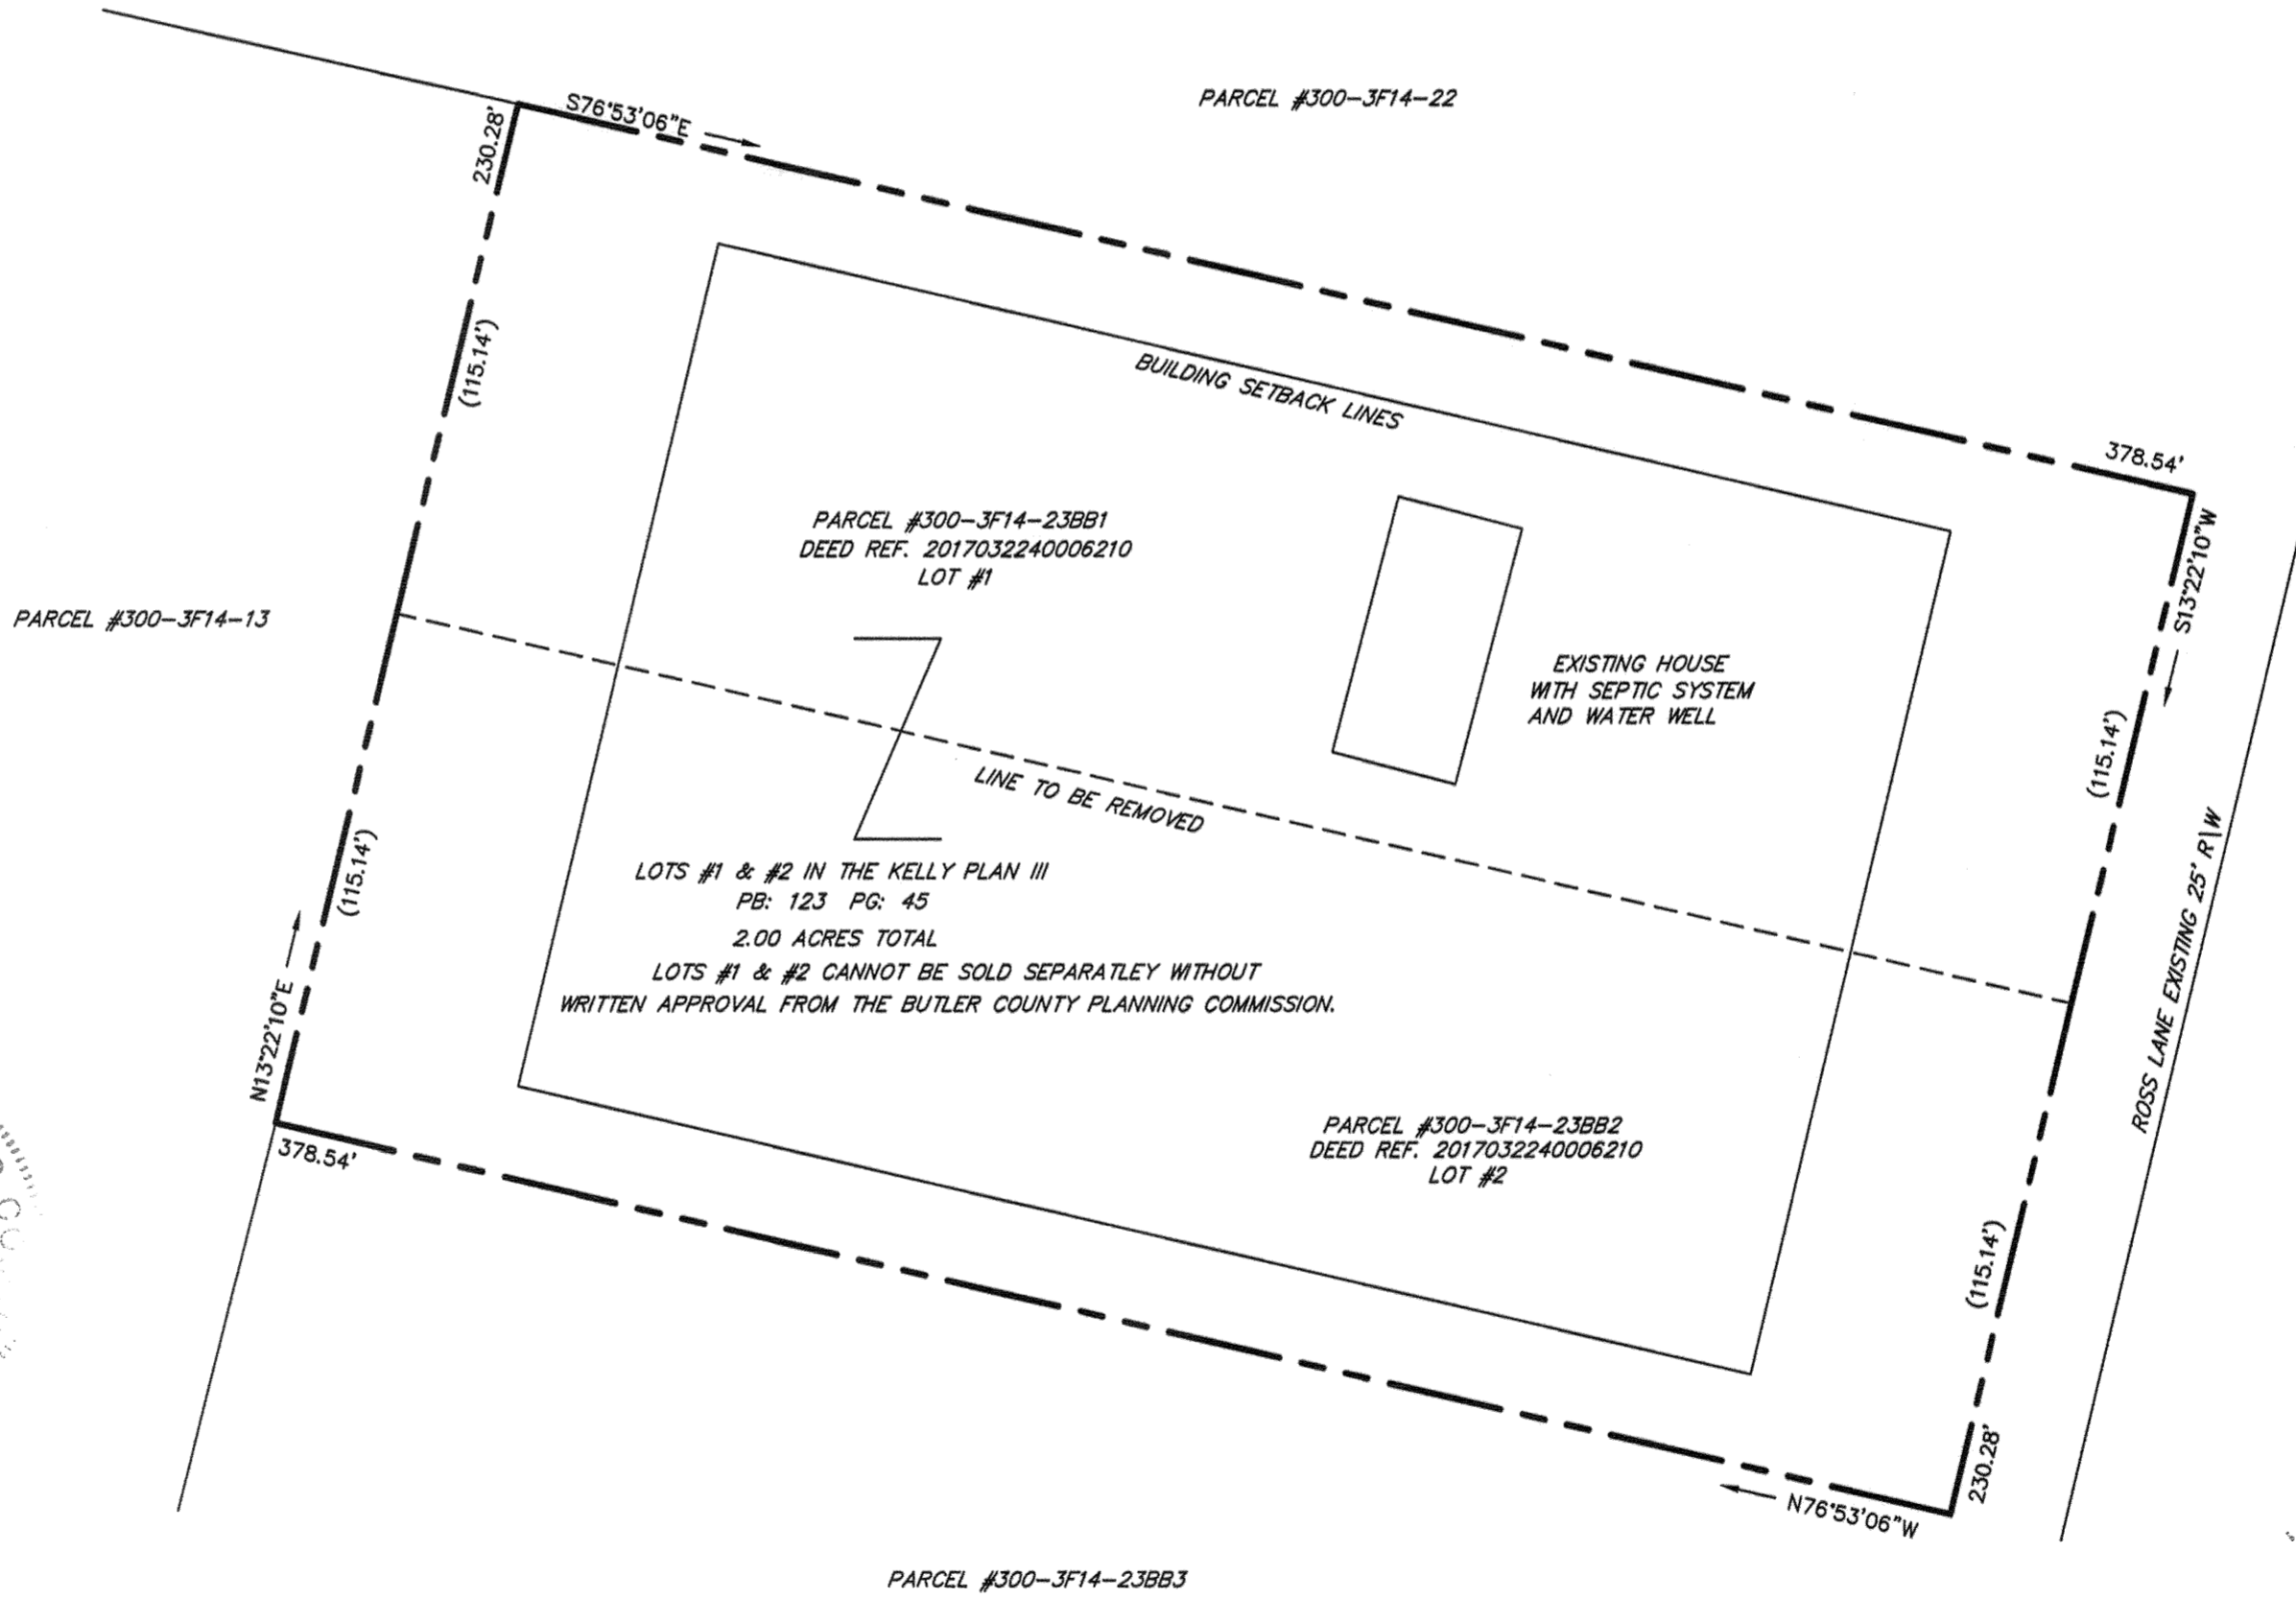 PARCEL #300-3F14-22
S76°53'06"E
230.28'
378.54'
S13°22'10"W
(115.14')
BUILDING SETBACK LINES
PARCEL #300-3F14-23BB1
DEED REF. 2017032240006210
LOT #1
PARCEL #300-3F14-13
EXISTING HOUSE
WITH SEPTIC SYSTEM
AND WATER WELL
(115.14')
LINE TO BE REMOVED
ROSS LANE EXISTING 25' R\W
(115.14')
LOTS #1 & #2 IN THE KELLY PLAN III
PB: 123 PG: 45
2.00 ACRES TOTAL
LOTS #1 & #2 CANNOT BE SOLD SEPARATLEY WITHOUT
WRITTEN APPROVAL FROM THE BUTLER COUNTY PLANNING COMMISSION.
N13°22'10"E
378.54'
PARCEL #300-3F14-23BB2
DEED REF. 2017032240006210
LOT #2
(115.14')
230.28'
N76°53'06"W
PARCEL #300-3F14-23BB3